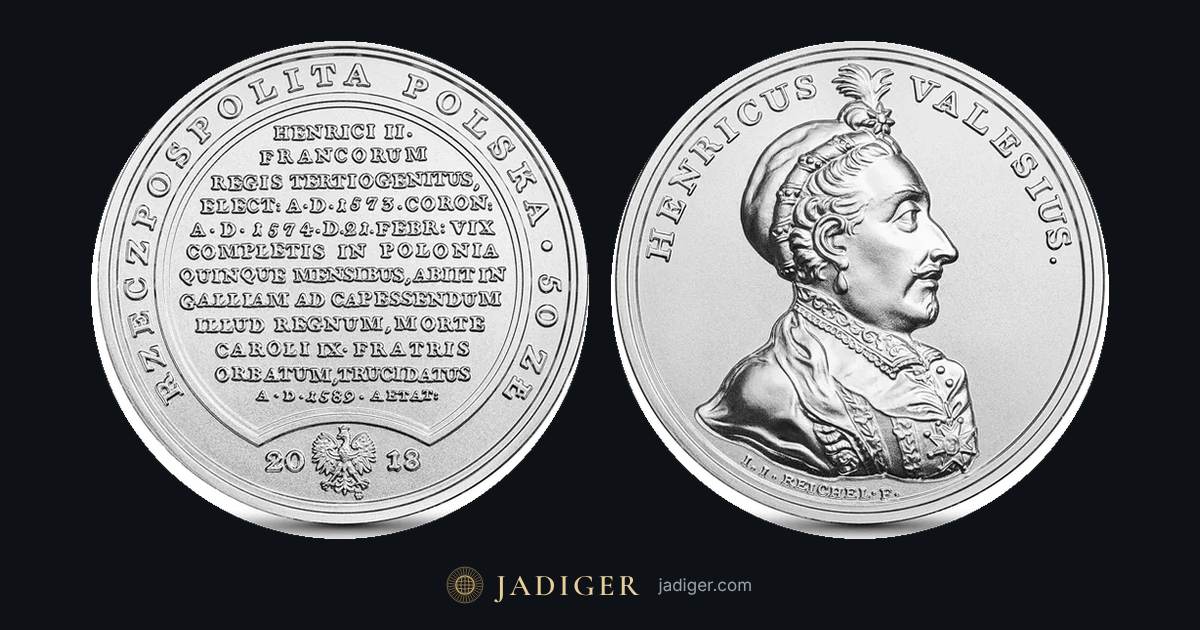 RZECZPOSPOLITA POLSKA · 50 ZŁ
HENRICI II.
FRANCORUM
REGIS TERTIOGENITUS,
ELECT: A·D·1573.CORON:
A·D·1574·D.21.FEBR: VIX
COMPLETIS IN POLONIA
QUINQUE MENSIBUS, ABIIT IN
GALLIAM AD CAPESSENDUM
ILLUD REGNUM, MORTE
CAROLI IX· FRATRIS
ORBATUM, TRUCIDATUS
A·D·1589·AETAT:
20 18
HENRICUS VALESIUS.
I.I. REICHEL·F·
JADIGER jadiger.com